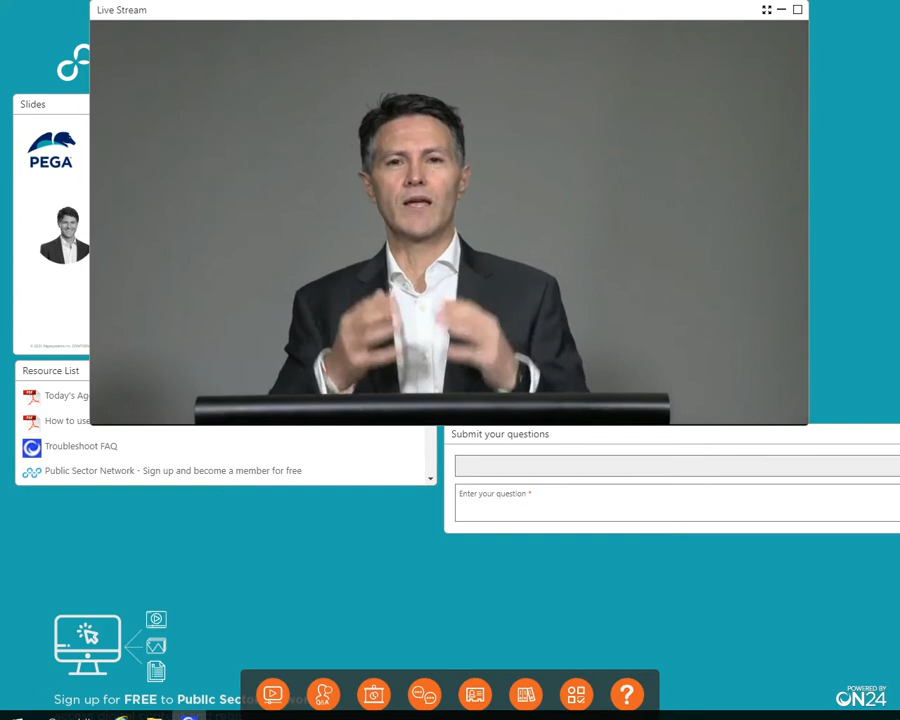 Live Stream
Slides
PEGA
Resource List
Today's Ag
How to use
Troubleshoot FAQ
Public Sector Network - Sign up and become a member for free
Submit your questions
Enter your question *
Q&A
?
Sign up for FREE to Public Sec
POWERED BY
ON24